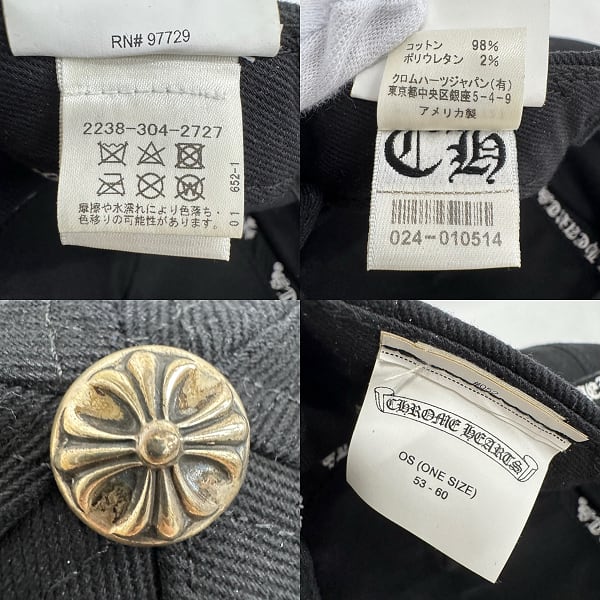 RN# 97729
2238-304-2727
摩擦や水濡れにより色落ち・
色移りの可能性が有ります。
01 652-1
コットン 98%
ポリウレタン 2%
クロムハーツジャパン(有)
東京都中央区銀座5-4-9
アメリカ製
CH
024-010514
CHROME HEARTS
OS (ONE SIZE)
53 - 60